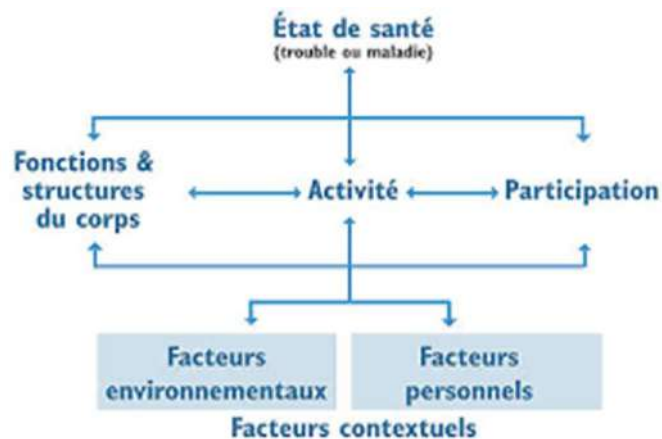 État de santé
(trouble ou maladie)
Fonctions &
structures
du corps
Activité
Participation
Facteurs
environnementaux
Facteurs
personnels
Facteurs contextuels